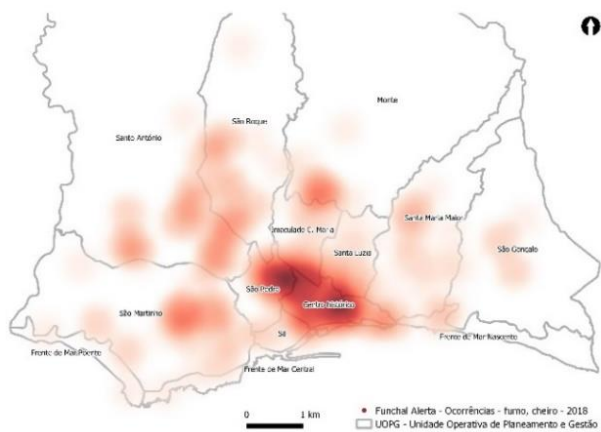 Monte
São Roque
Santo António
Santa Maria Maior
Imaculado C. Maria
Santa Luzia
São Gonçalo
São Pedro
Centro histórico
São Martinho
Sé
Frente de Mar Nascente
Frente de Mar Poente
Frente de Mar Central
0 1 km
Funchal Alerta - Ocorrências - fumo, cheiro - 2018
UOPG - Unidade Operativa de Planeamento e Gestão